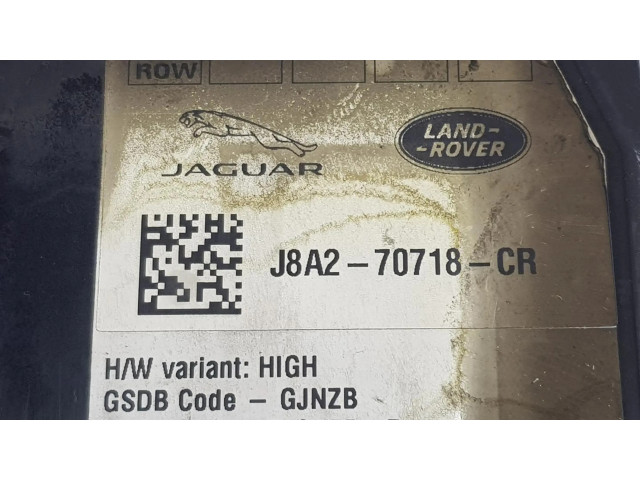 ROW
JAGUAR
LAND-
-ROVER
J8A2-70718-CR
H/W variant: HIGH
GSDB Code - GJNZB